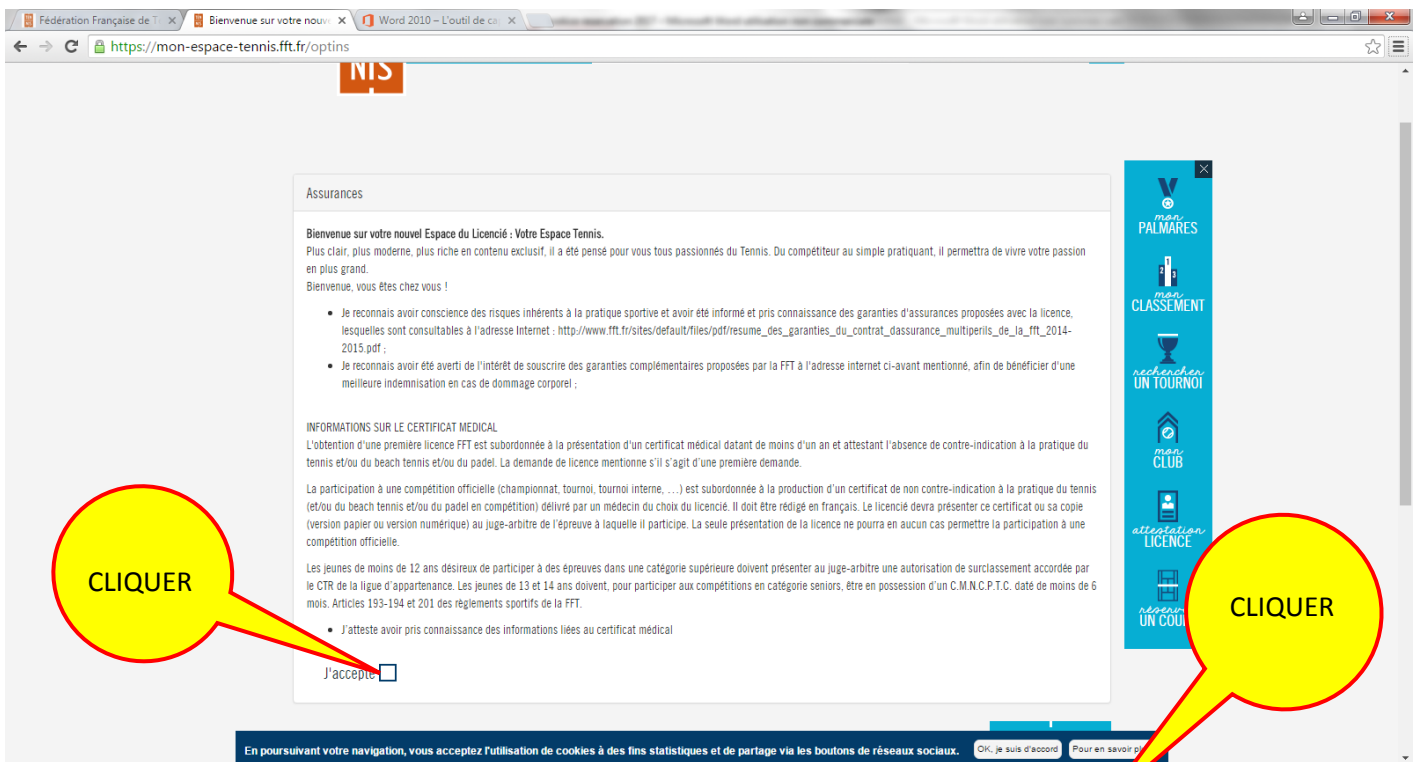 Fédération Française de T
Bienvenue sur votre nouv
Word 2010 – L'outil de ca
https://mon-espace-tennis.fft.fr/optins
NIS
Assurances
Bienvenue sur votre nouvel Espace du Licencié : Votre Espace Tennis.
Plus clair, plus moderne, plus riche en contenu exclusif, il a été pensé pour vous tous passionnés du Tennis. Du compétiteur au simple pratiquant, il permettra de vivre votre passion
en plus grand.
Bienvenue, vous êtes chez vous !
• Je reconnais avoir conscience des risques inhérents à la pratique sportive et avoir été informé et pris connaissance des garanties d'assurances proposées avec la licence,
lesquelles sont consultables à l'adresse Internet : http://www.fft.fr/sites/default/files/pdf/resume_des_garanties_du_contrat_dassurance_multiperils_de_la_fft_2014-
2015.pdf ;
• Je reconnais avoir été averti de l'intérêt de souscrire des garanties complémentaires proposées par la FFT à l'adresse internet ci-avant mentionné, afin de bénéficier d'une
meilleure indemnisation en cas de dommage corporel ;
INFORMATIONS SUR LE CERTIFICAT MEDICAL
L'obtention d'une première licence FFT est subordonnée à la présentation d'un certificat médical datant de moins d'un an et attestant l'absence de contre-indication à la pratique du
tennis et/ou du beach tennis et/ou du padel. La demande de licence mentionne s'il s'agit d'une première demande.
La participation à une compétition officielle (championnat, tournoi, tournoi interne, …) est subordonnée à la production d'un certificat de non contre-indication à la pratique du tennis
(et/ou du beach tennis et/ou du padel en compétition) délivré par un médecin du choix du licencié. Il doit être rédigé en français. Le licencié devra présenter ce certificat ou sa copie
(version papier ou version numérique) au juge-arbitre de l'épreuve à laquelle il participe. La seule présentation de la licence ne pourra en aucun cas permettre la participation à une
compétition officielle.
Les jeunes de moins de 12 ans désireux de participer à des épreuves dans une catégorie supérieure doivent présenter au juge-arbitre une autorisation de surclassement accordée par
le CTR de la ligue d'appartenance. Les jeunes de 13 et 14 ans doivent, pour participer aux compétitions en catégorie seniors, être en possession d'un C.M.N.C.P.T.C. daté de moins de 6
mois. Articles 193-194 et 201 des règlements sportifs de la FFT.
• J'atteste avoir pris connaissance des informations liées au certificat médical
J'accepte
CLIQUER
mon
PALMARES
1
2 3
mon
CLASSEMENT
rechercher
UN TOURNOI
mon
CLUB
attestation
LICENCE
réserver
UN COU
CLIQUER
En poursuivant votre navigation, vous acceptez l'utilisation de cookies à des fins statistiques et de partage via les boutons de réseaux sociaux.
OK, je suis d'accord
Pour en savoir pl